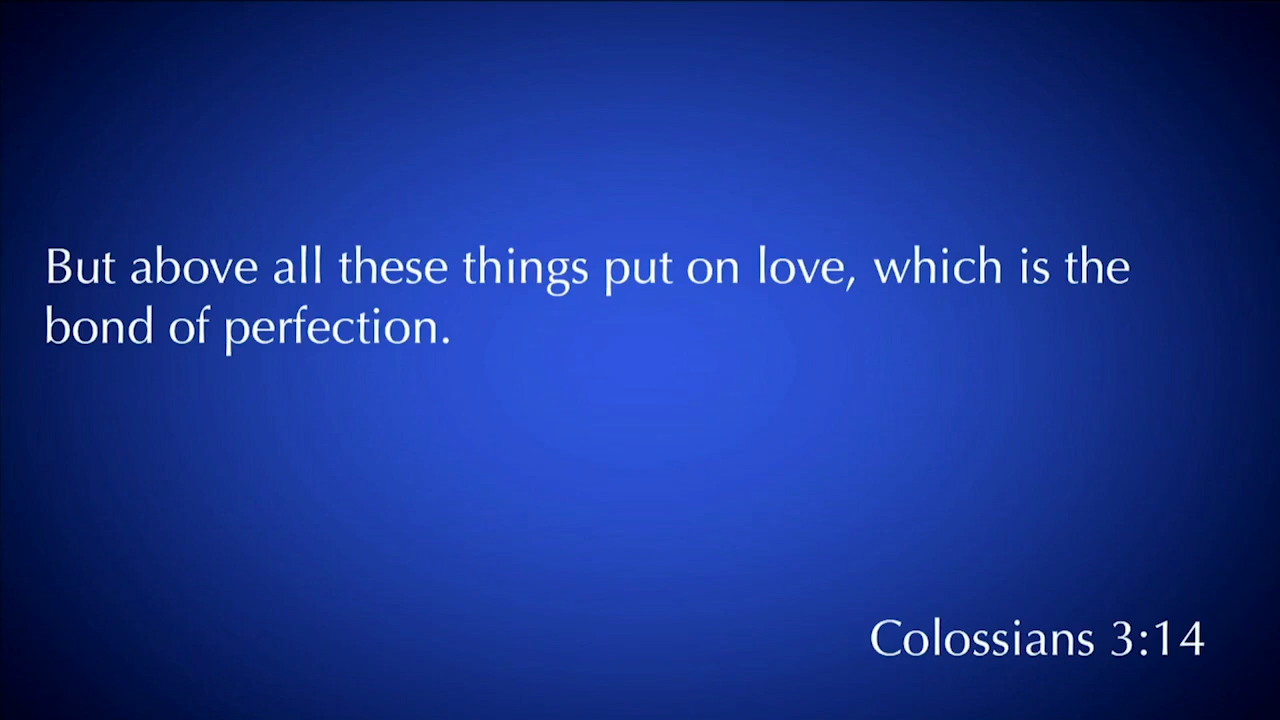 But above all these things put on love, which is the
bond of perfection.
Colossians 3:14